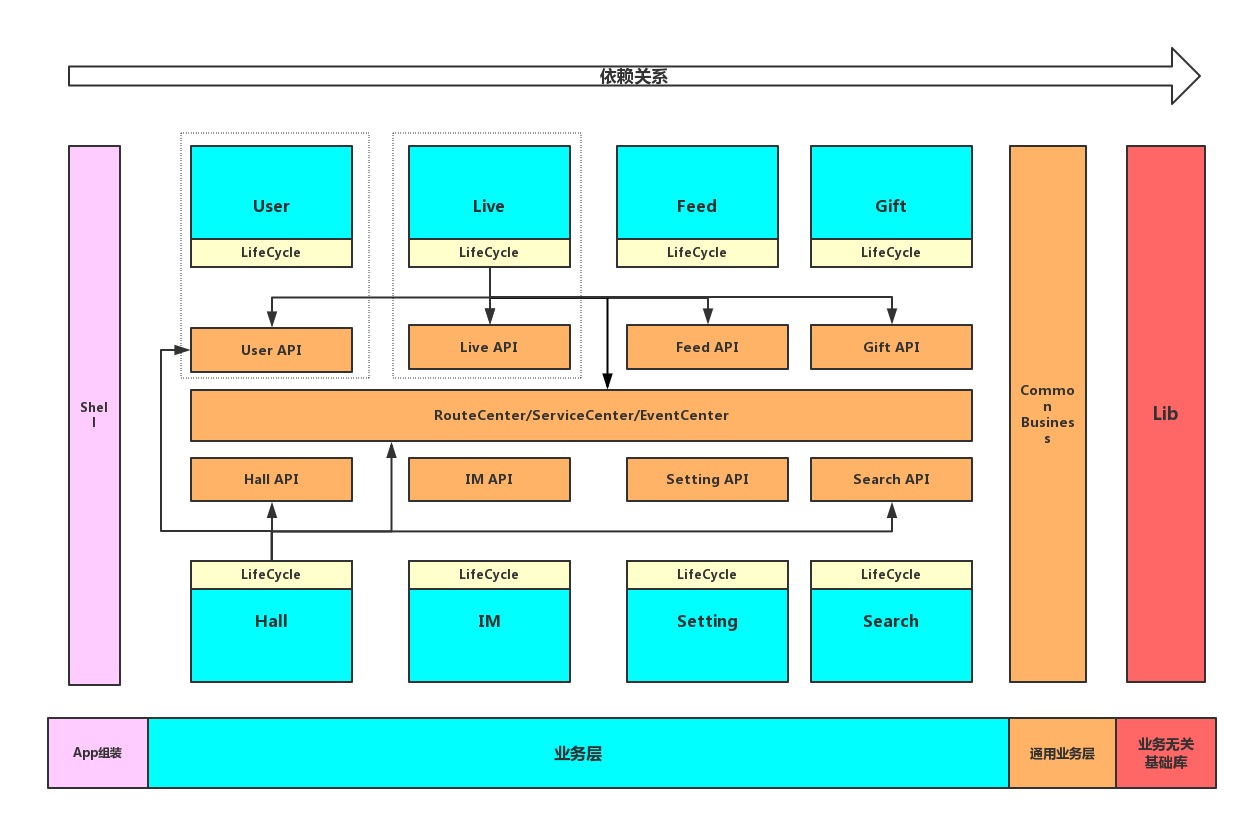 依赖关系
User
Live
Feed
Gift
LifeCycle
LifeCycle
LifeCycle
LifeCycle
User API
Live API
Feed API
Gift API
Shel
l
RouteCenter/ServiceCenter/EventCenter
Commo
n
Busines
s
Lib
Hall API
IM API
Setting API
Search API
LifeCycle
LifeCycle
LifeCycle
LifeCycle
Hall
IM
Setting
Search
App组装
业务层
通用业务层
业务无关
基础库